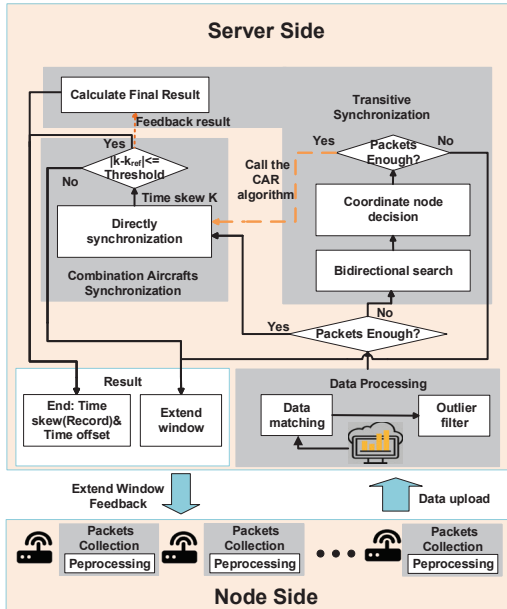 Server Side
Calculate Final Result
Feedback result
Transitive
Synchronization
Yes
|k-kref|<=
Threshold
No
Time skew K
Directly
synchronization
Combination Aircrafts
Synchronization
Call the
CAR
algorithm
Yes
Packets
Enough?
No
Coordinate node
decision
Bidirectional search
No
Yes
Packets Enough?
Result
End: Time
skew(Record)&
Time offset
Extend
window
Data Processing
Data
matching
Outlier
filter
Extend Window
Feedback
Data upload
Packets
Collection
Peprocessing
Packets
Collection
Peprocessing
Packets
Collection
Peprocessing
Node Side